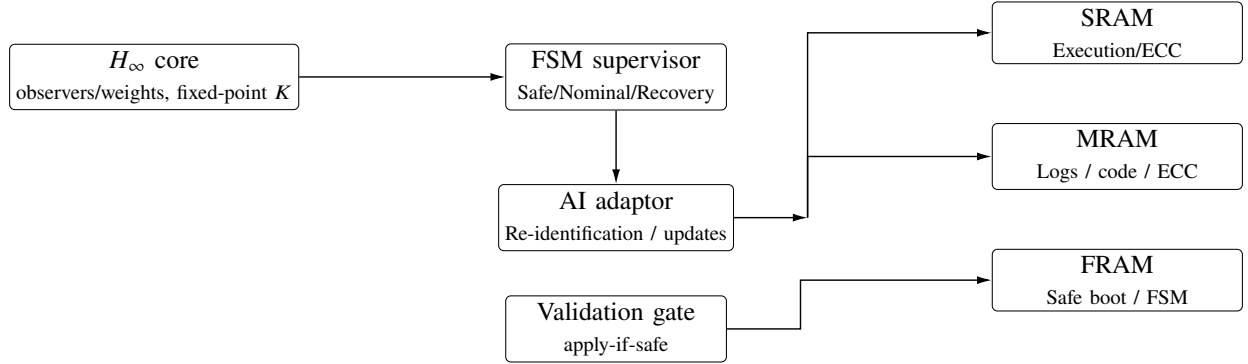 H∞ core
observers/weights, fixed-point K
FSM supervisor
Safe/Nominal/Recovery
AI adaptor
Re-identification / updates
Validation gate
apply-if-safe
SRAM
Execution/ECC
MRAM
Logs / code / ECC
FRAM
Safe boot / FSM